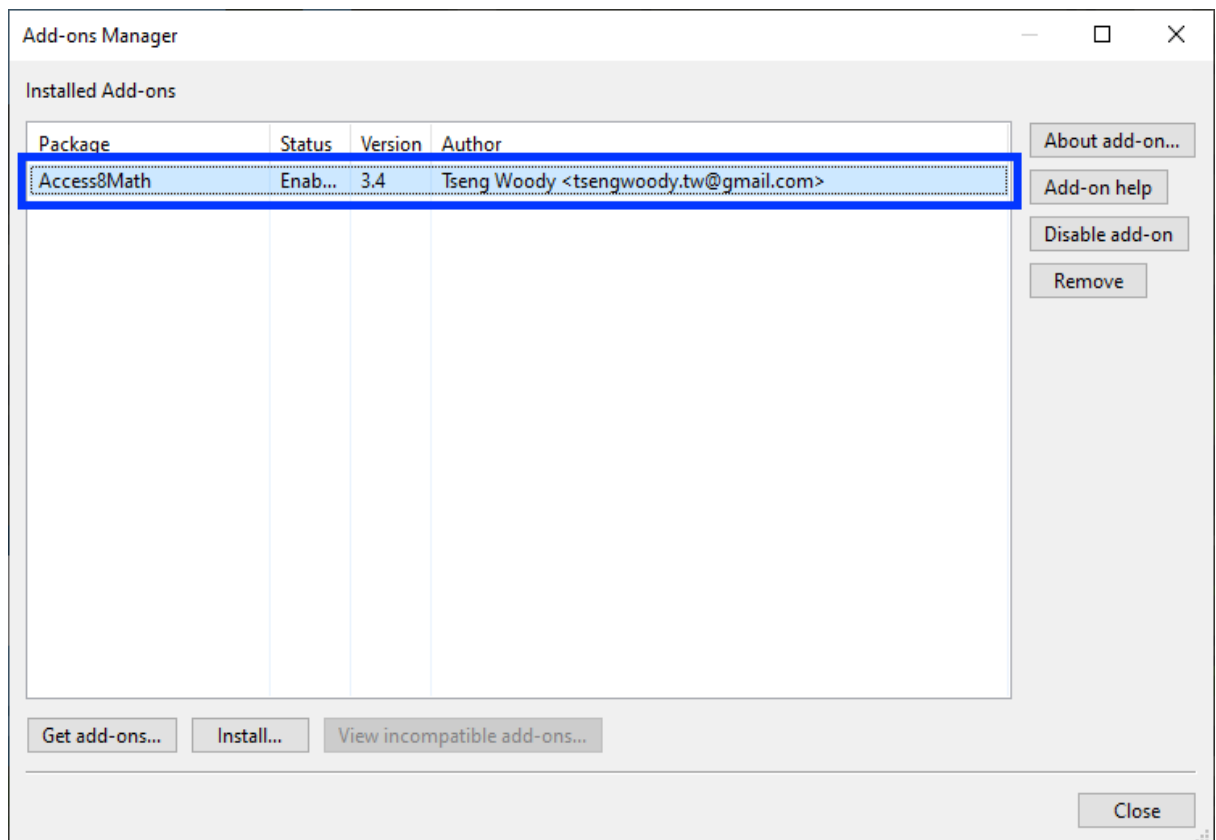 Add-ons Manager
Installed Add-ons
Package Status Version Author
Access8Math Enab... 3.4 Tseng Woody <tsengwoody.tw@gmail.com>
About add-on...
Add-on help
Disable add-on
Remove
Get add-ons... Install... View incompatible add-ons...
Close